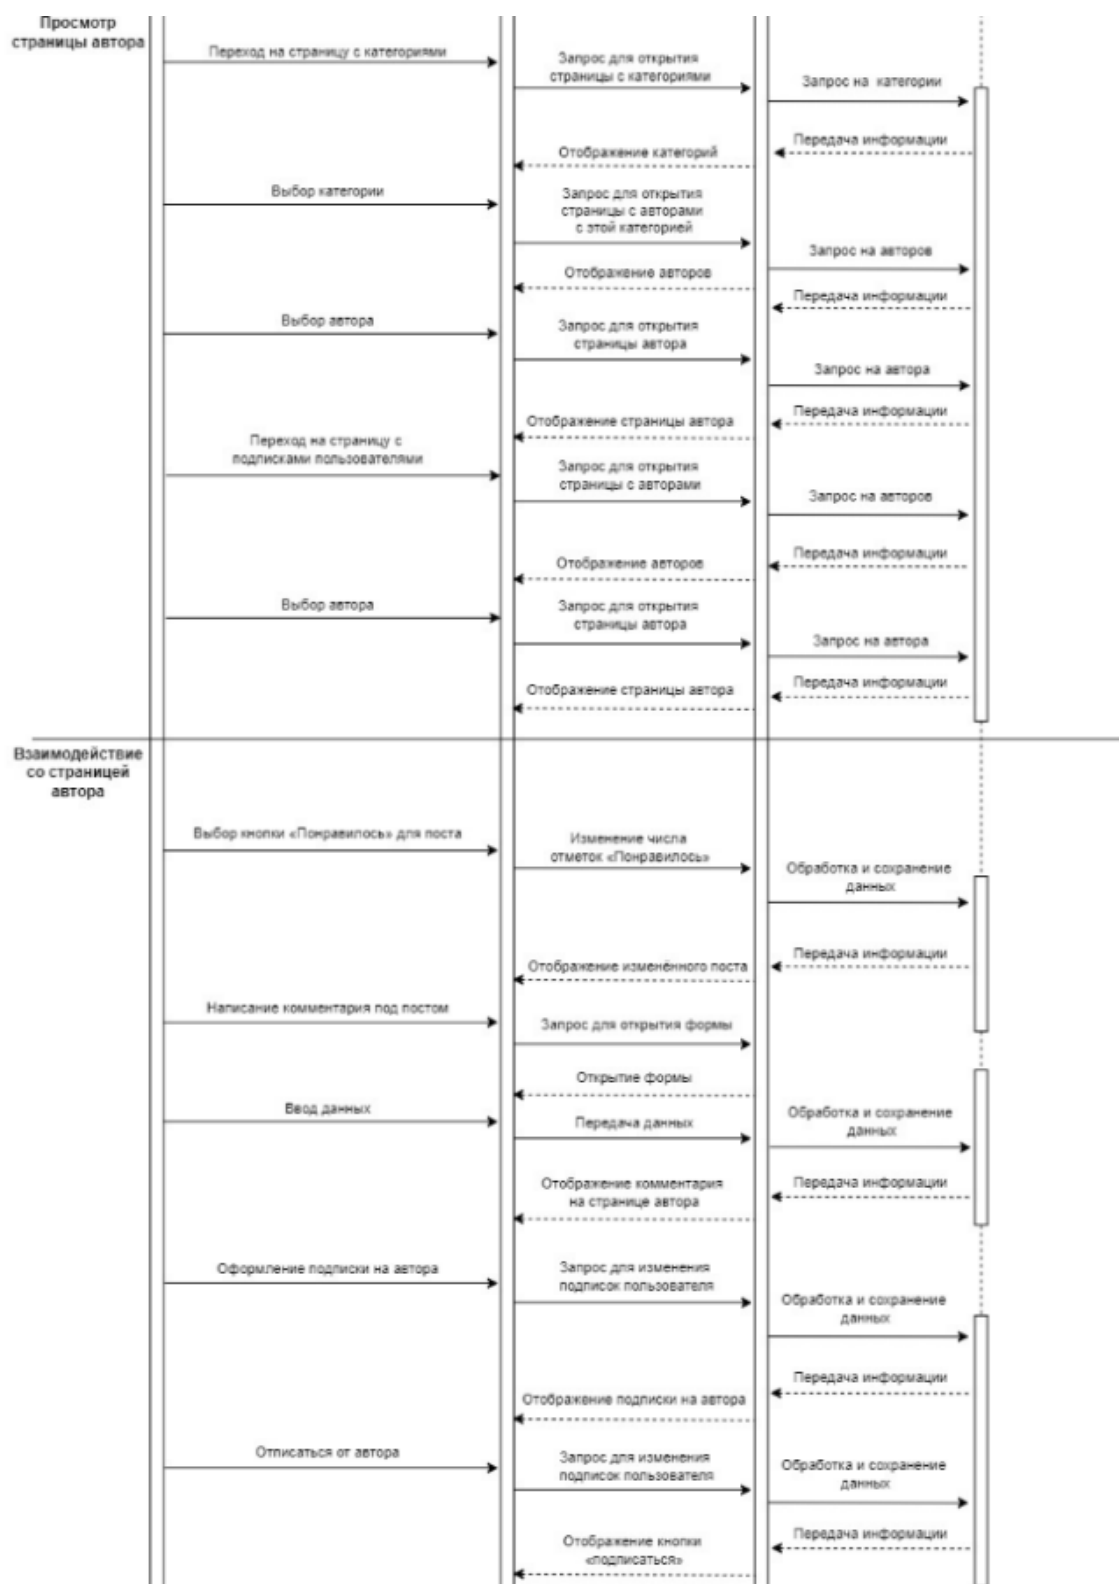 Просмотр
страницы автора
Переход на страницу с категориями
Запрос для открытия
страницы с категориями
Запрос на категории
Передача информации
Отображение категорий
Выбор категории
Запрос для открытия
страницы с авторами
с этой категорией
Запрос на авторов
Отображение авторов
Передача информации
Выбор автора
Запрос для открытия
страницы автора
Запрос на автора
Передача информации
Отображение страницы автора
Переход на страницу с
подписками пользователями
Запрос для открытия
страницы с авторами
Запрос на авторов
Передача информации
Отображение авторов
Выбор автора
Запрос для открытия
страницы автора
Запрос на автора
Передача информации
Отображение страницы автора
Взаимодействие
со страницей
автора
Выбор кнопки «Понравилось» для поста
Изменение числа
отметок «Понравилось»
Обработка и сохранение
данных
Передача информации
Отображение изменённого поста
Написание комментария под постом
Запрос для открытия формы
Открытие формы
Ввод данных
Передача данных
Обработка и сохранение
данных
Передача информации
Отображение комментария
на странице автора
Оформление подписки на автора
Запрос для изменения
подписок пользователя
Обработка и сохранение
данных
Передача информации
Отображение подписки на автора
Отписаться от автора
Запрос для изменения
подписок пользователя
Обработка и сохранение
данных
Передача информации
Отображение кнопки
«подписаться»